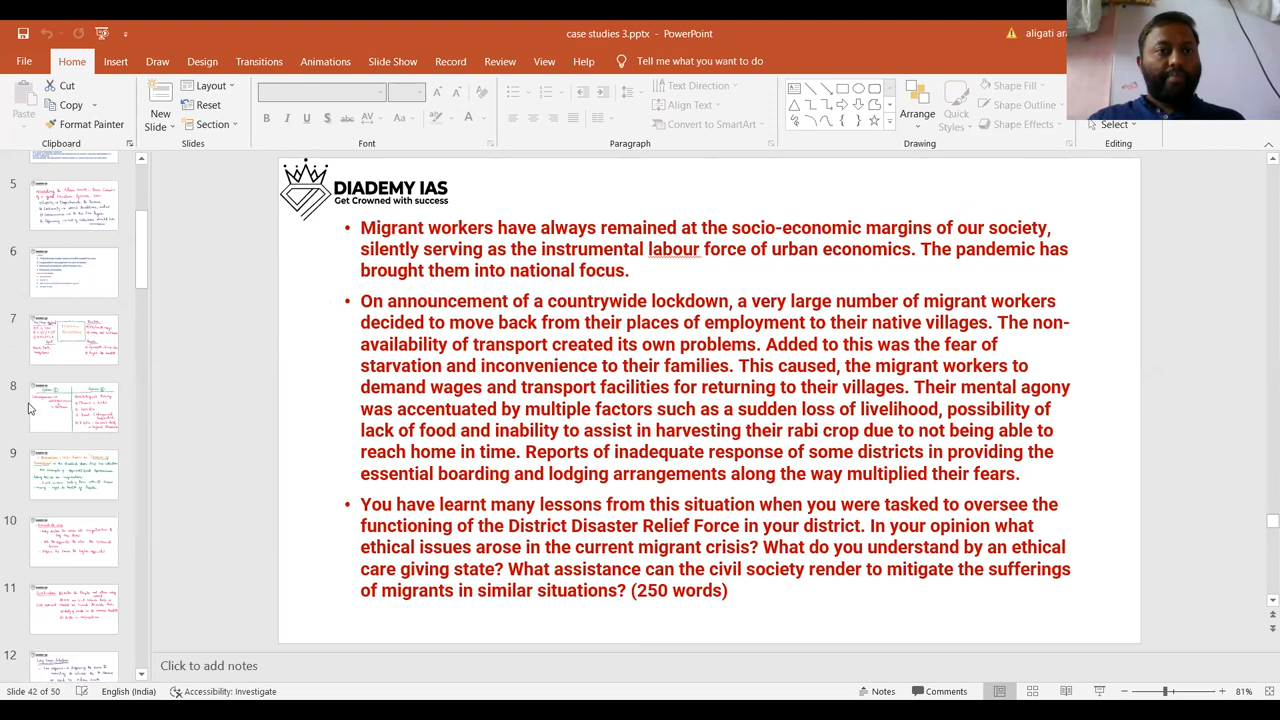 case studies 3.pptx - PowerPoint
aligati
File Home Insert Draw Design Transitions Animations Slide Show Record Review View Help Tell me what you want to do
Paste
Cut
Copy
Format Painter
Clipboard
New Slide
Layout
Reset
Section
Slides
Font
Text Direction
Align Text
Convert to SmartArt
Paragraph
Arrange
Quick Styles
Shape Fill
Shape Outline
Shape Effects
Drawing
Select
Editing
5
6
7
8
9
10
11
12
DIADEMY IAS
Get Crowned with success
• Migrant workers have always remained at the socio-economic margins of our society,
silently serving as the instrumental labour force of urban economics. The pandemic has
brought them into national focus.
• On announcement of a countrywide lockdown, a very large number of migrant workers
decided to move back from their places of employment to their native villages. The non-
availability of transport created its own problems. Added to this was the fear of
starvation and inconvenience to their families. This caused, the migrant workers to
demand wages and transport facilities for returning to their villages. Their mental agony
was accentuated by multiple factors such as a sudden loss of livelihood, possibility of
lack of food and inability to assist in harvesting their rabi crop due to not being able to
reach home in time. Reports of inadequate response of some districts in providing the
essential boarding and lodging arrangements along the way multiplied their fears.
• You have learnt many lessons from this situation when you were tasked to oversee the
functioning of the District Disaster Relief Force in your district. In your opinion what
ethical issues arose in the current migrant crisis? What do you understand by an ethical
care giving state? What assistance can the civil society render to mitigate the sufferings
of migrants in similar situations? (250 words)
Click to add notes
Slide 42 of 50 English (India) Accessibility: Investigate Notes Comments 81%